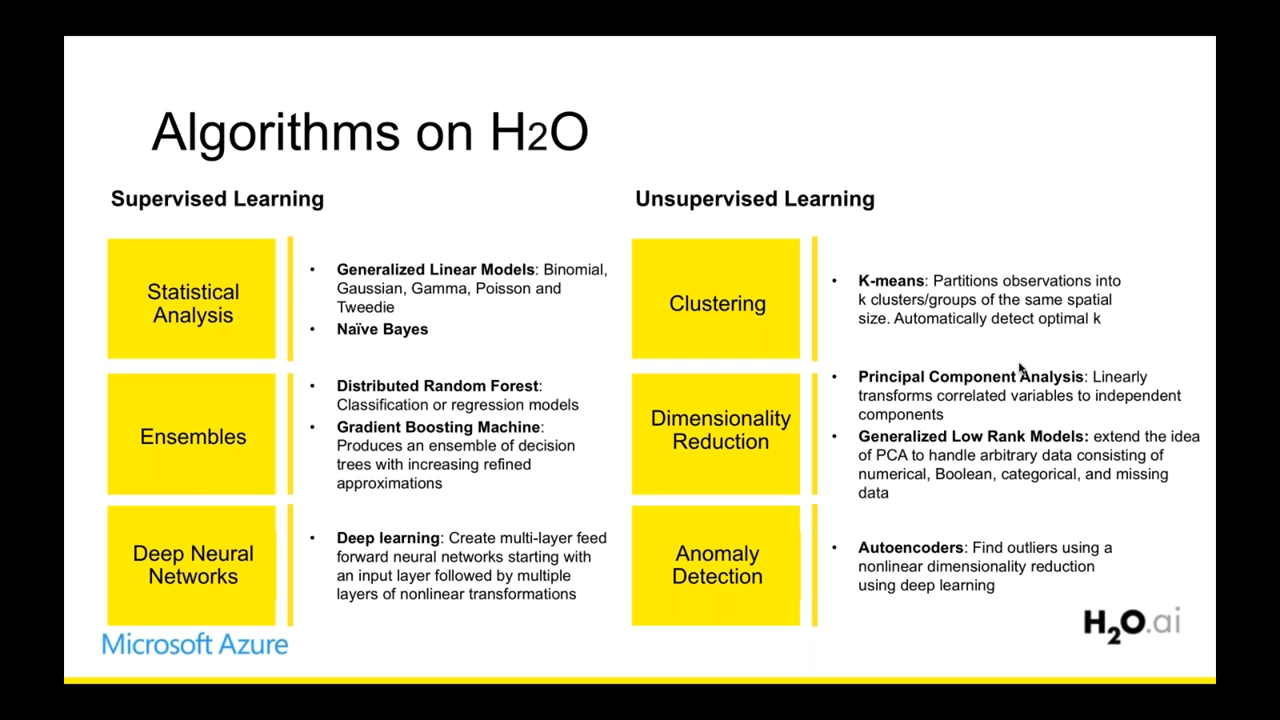 Algorithms on H2O
Supervised Learning
Statistical
Analysis
• Generalized Linear Models: Binomial,
Gaussian, Gamma, Poisson and
Tweedie
• Naïve Bayes
Ensembles
• Distributed Random Forest:
Classification or regression models
• Gradient Boosting Machine:
Produces an ensemble of decision
trees with increasing refined
approximations
Deep Neural
Networks
• Deep learning: Create multi-layer feed
forward neural networks starting with
an input layer followed by multiple
layers of nonlinear transformations
Unsupervised Learning
Clustering
• K-means: Partitions observations into
k clusters/groups of the same spatial
size. Automatically detect optimal k
Dimensionality
Reduction
• Principal Component Analysis: Linearly
transforms correlated variables to independent
components
• Generalized Low Rank Models: extend the idea
of PCA to handle arbitrary data consisting of
numerical, Boolean, categorical, and missing
data
Anomaly
Detection
• Autoencoders: Find outliers using a
nonlinear dimensionality reduction
using deep learning
Microsoft Azure
H2O.ai